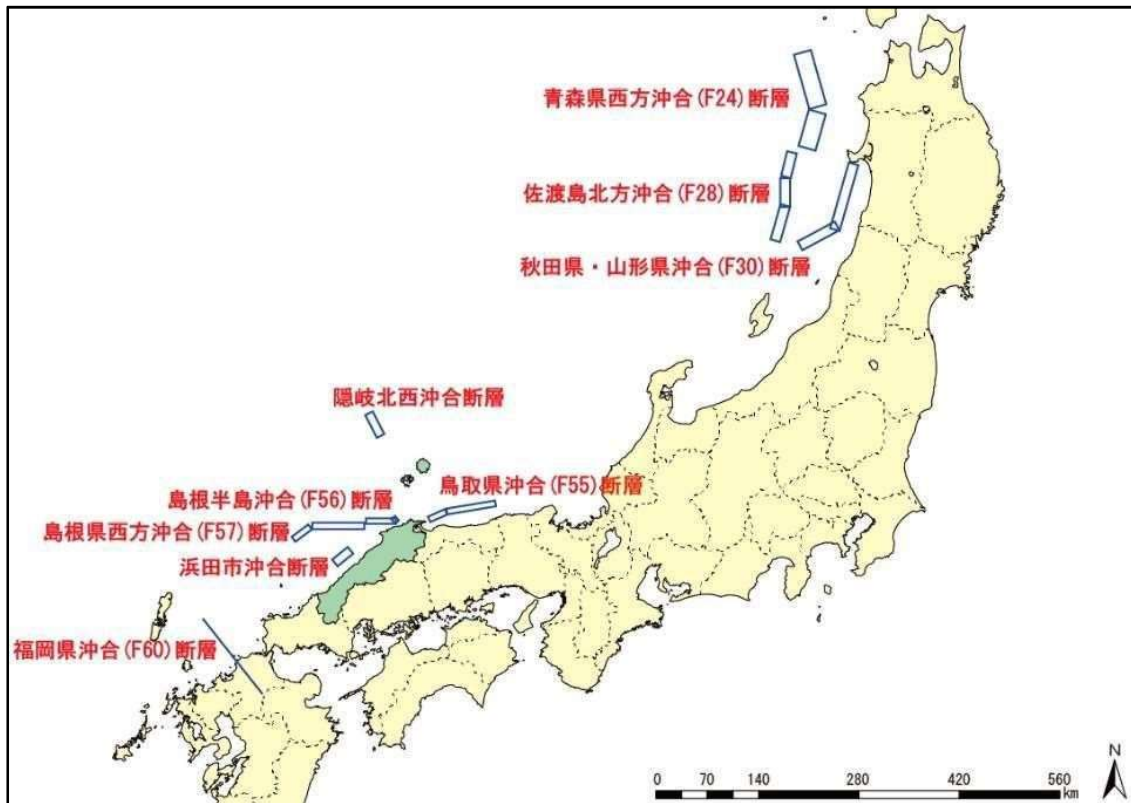 青森県西方沖合(F24)断層
佐渡島北方沖合(F28)断層
秋田県・山形県沖合(F30)断層
隠岐北西沖合断層
鳥取県沖合(F55)断層
島根半島沖合(F56)断層
島根県西方沖合(F57)断層
浜田市沖合断層
福岡県沖合(F60)断層
N
0 70 140 280 420 560
km